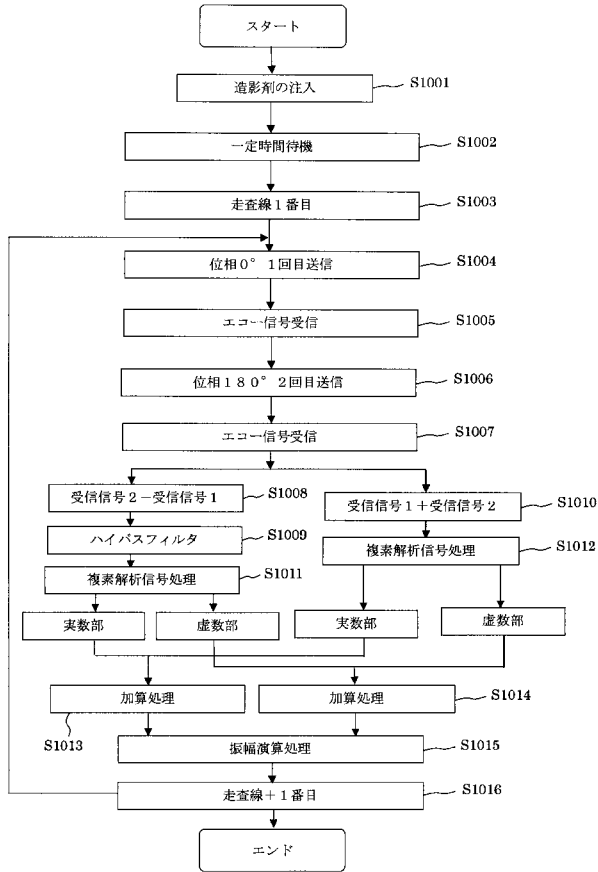 スタート
造影剤の注入
S1001
一定時間待機
S1002
走査線1番目
S1003
位相0° 1回目送信
S1004
エコー信号受信
S1005
位相180° 2回目送信
S1006
エコー信号受信
S1007
受信信号2－受信信号1
S1008
受信信号1＋受信信号2
S1010
ハイパスフィルタ
S1009
複素解析信号処理
S1012
複素解析信号処理
S1011
実数部
虚数部
実数部
虚数部
加算処理
S1013
加算処理
S1014
振幅演算処理
S1015
走査線＋1番目
S1016
エンド